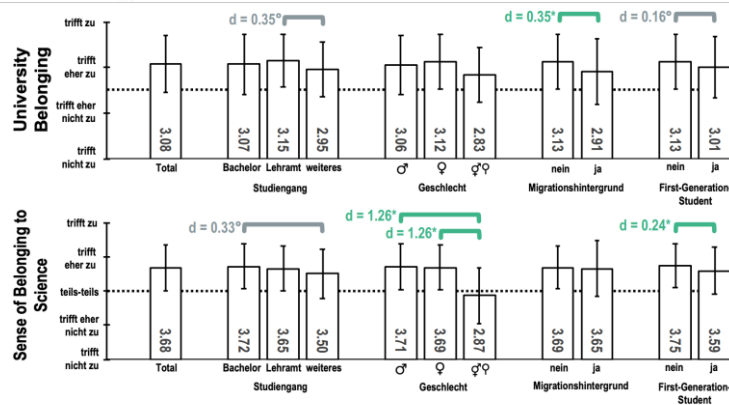 University
Belonging
trifft zu
trifft
eher zu
trifft eher
nicht zu
trifft
nicht zu
d = 0.35°
d = 0.35*
d = 0.16°
3.08
3.07
3.15
2.95
3.06
3.12
2.83
3.13
2.91
3.13
3.01
Total
Bachelor Lehramt weiteres
♂ ♀ ⚥
nein ja
nein ja
Studiengang
Geschlecht
Migrationshintergrund
First-Generation-
Student
Sense of Belonging to
Science
trifft zu
trifft
eher zu
teils-teils
trifft eher
nicht zu
trifft
nicht zu
d = 0.33°
d = 1.26*
d = 1.26*
d = 0.24*
3.68
3.72
3.65
3.50
3.71
3.69
2.87
3.69
3.65
3.75
3.59
Total
Bachelor Lehramt weiteres
♂ ♀ ⚥
nein ja
nein ja
Studiengang
Geschlecht
Migrationshintergrund
First-Generation-
Student